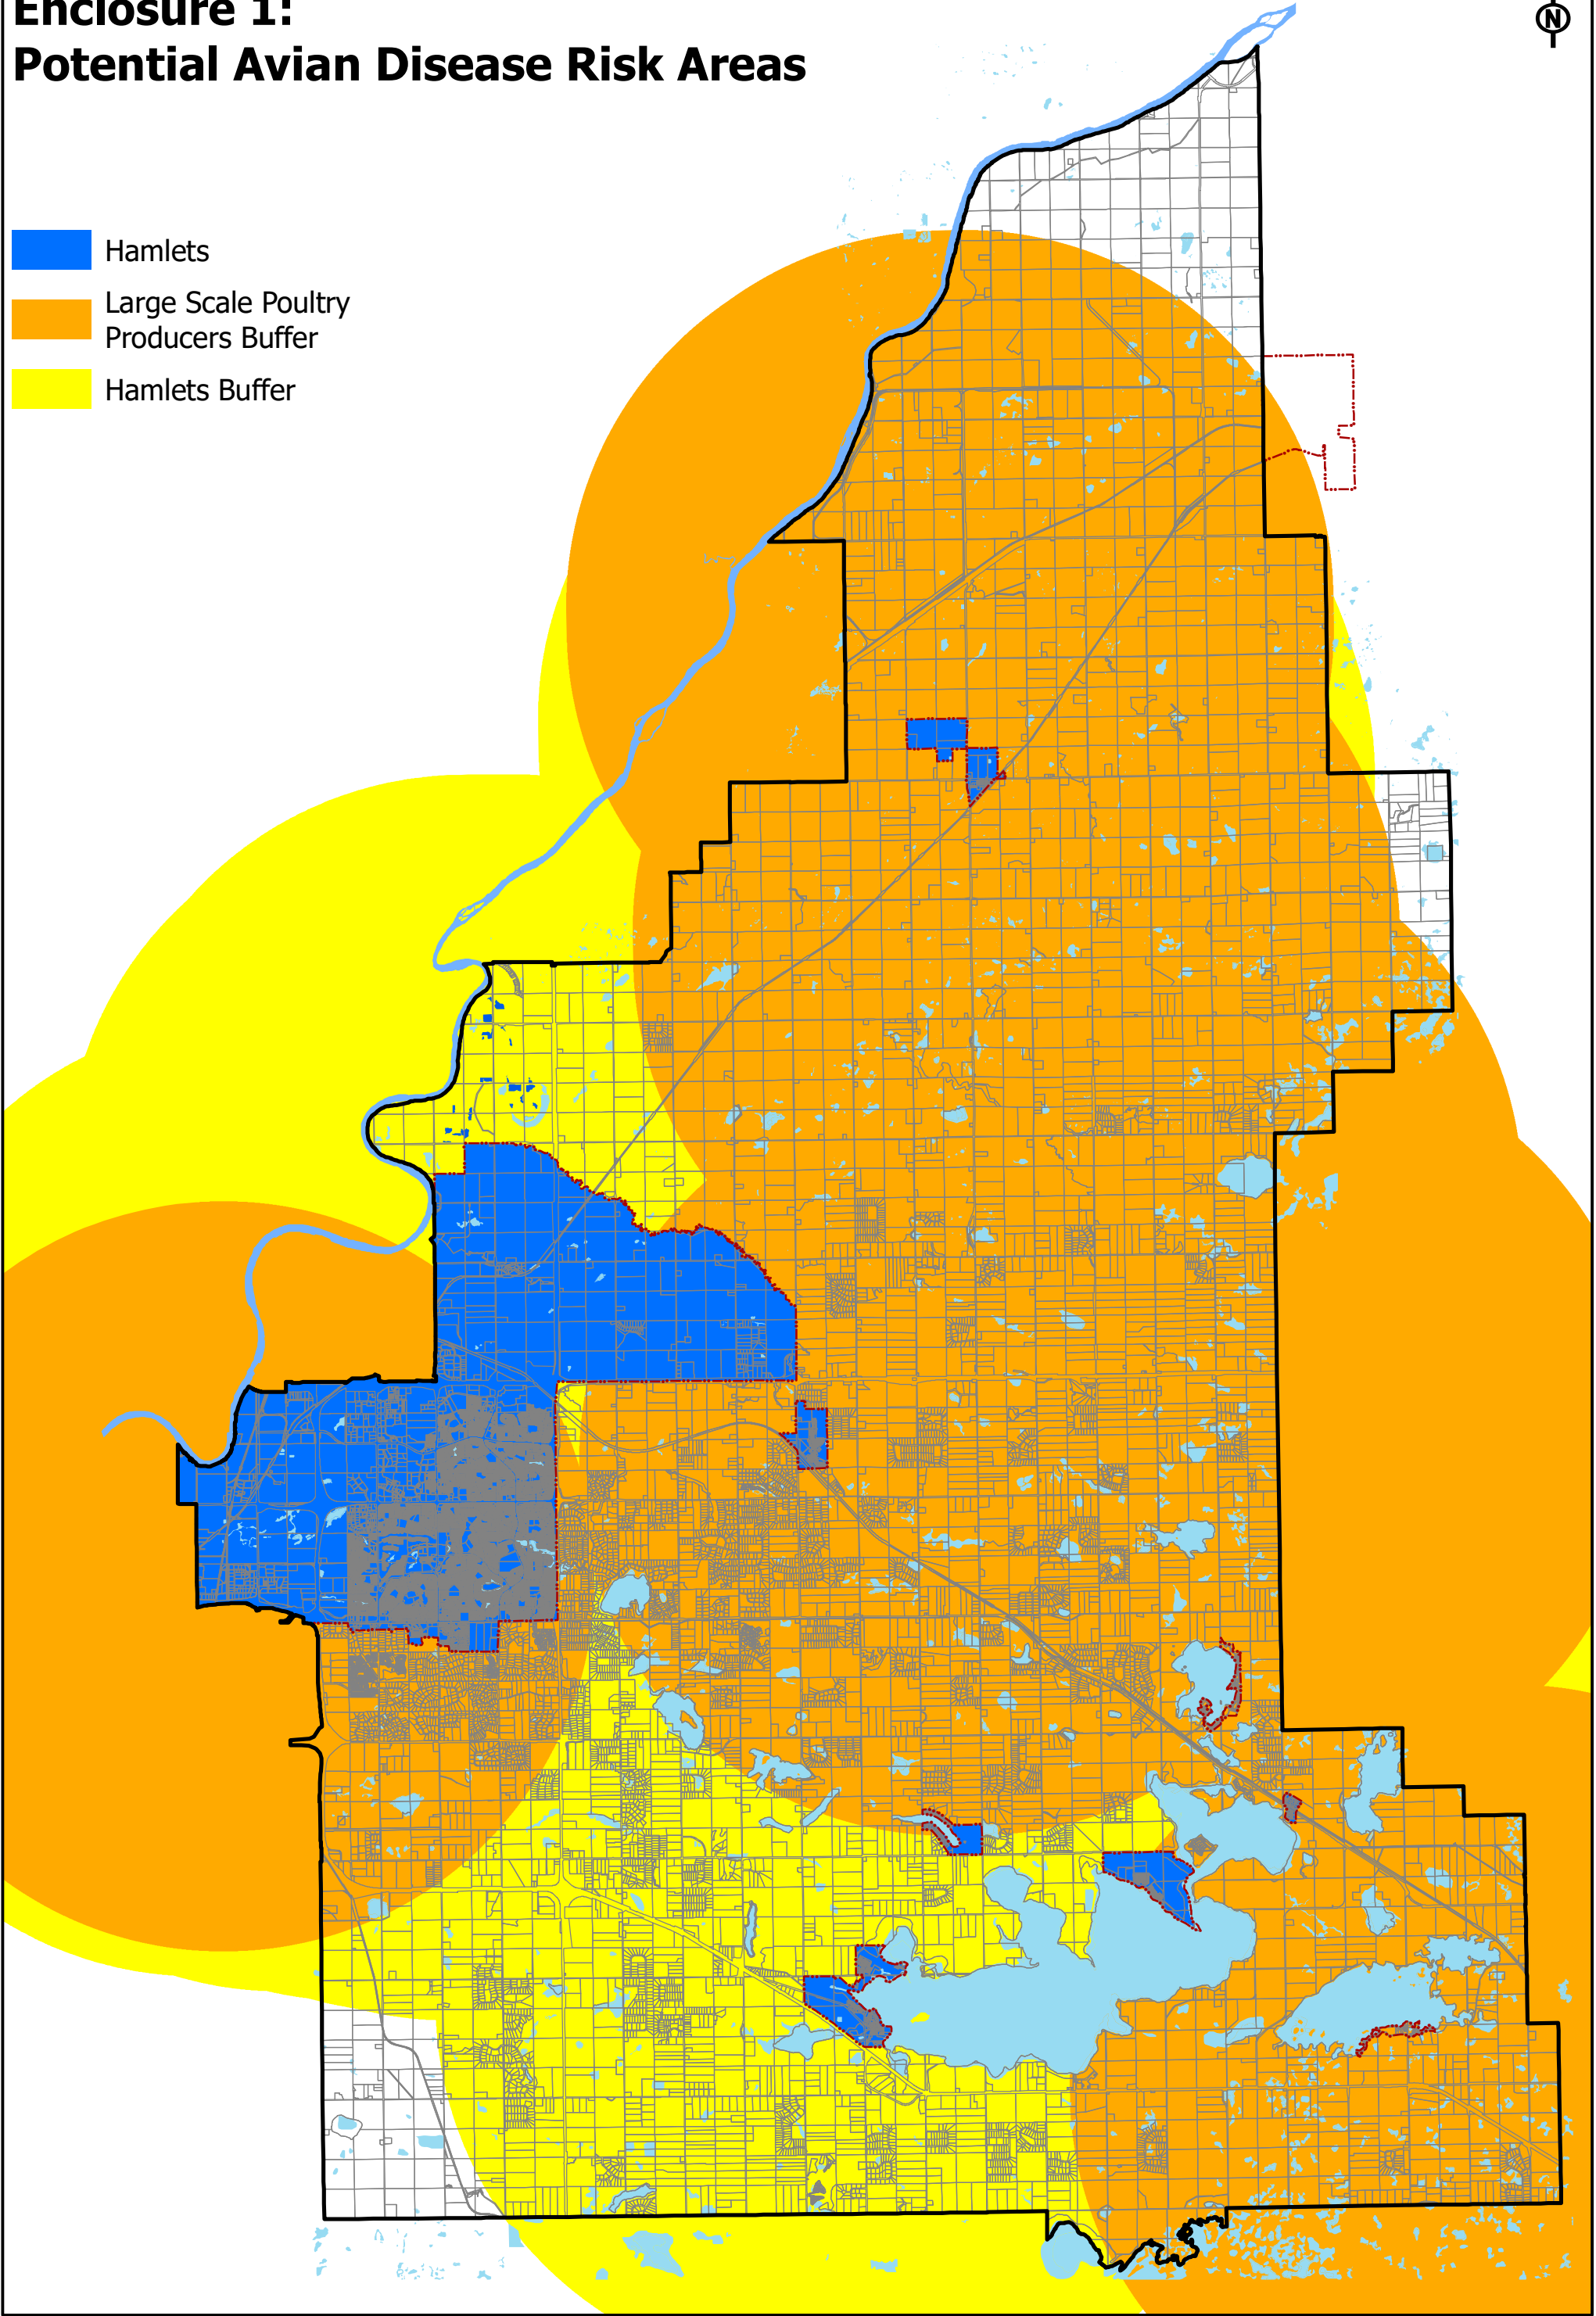 Enclosure 1:
Potential Avian Disease Risk Areas
N
Hamlets
Large Scale Poultry
Producers Buffer
Hamlets Buffer